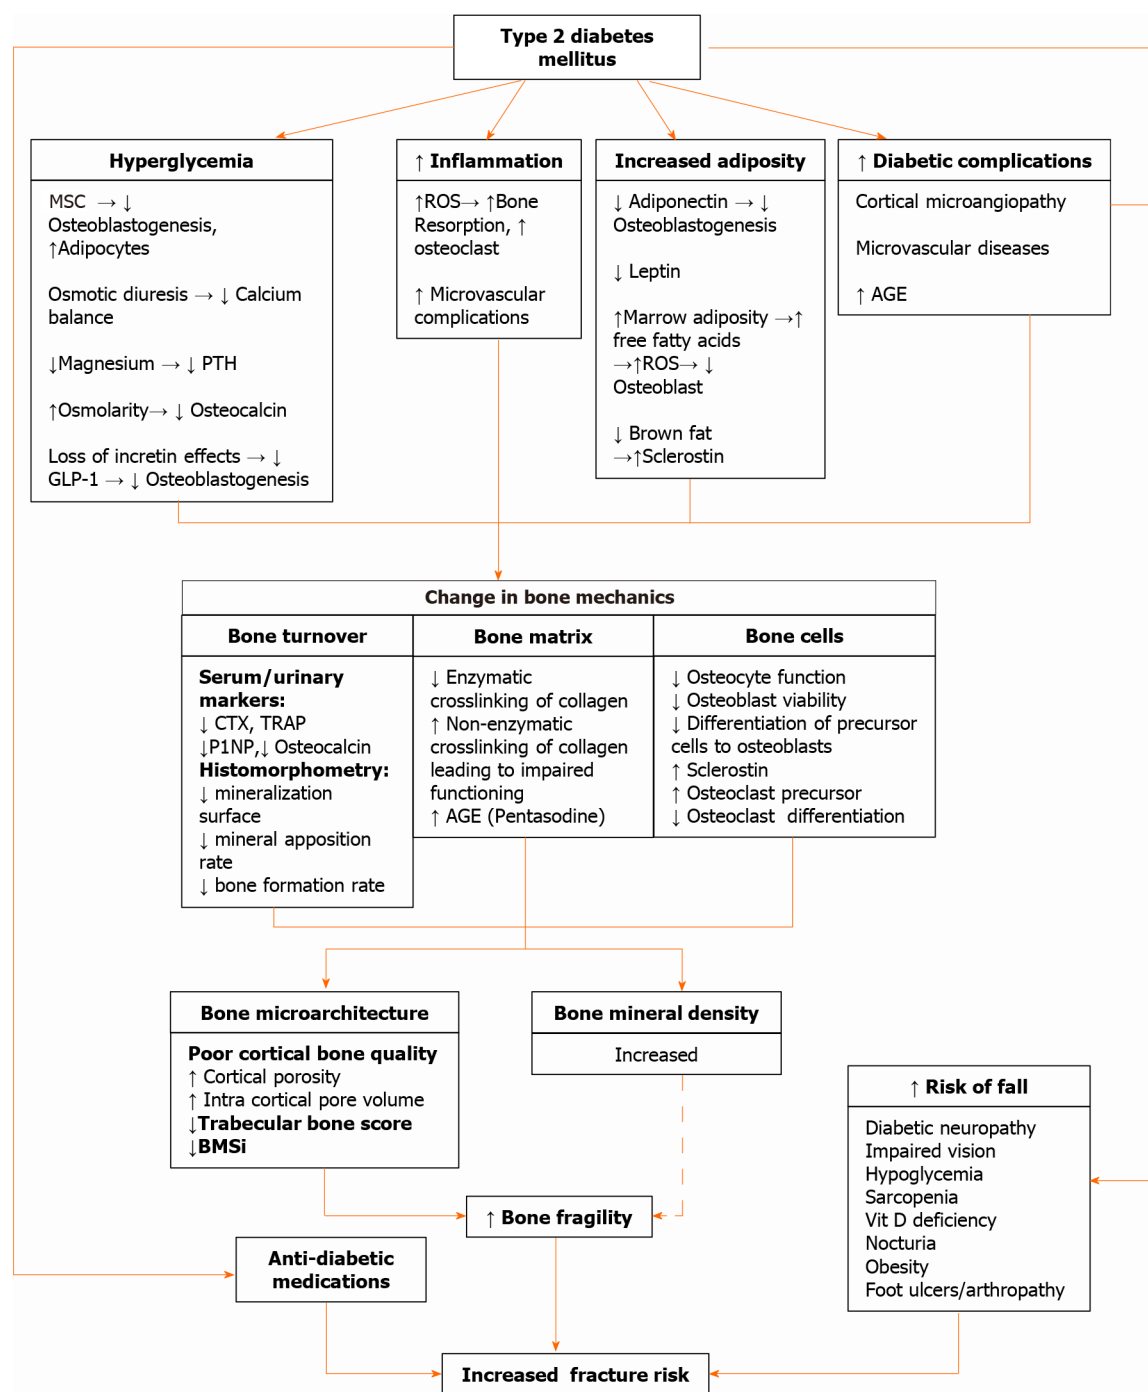 Type 2 diabetes
mellitus
Hyperglycemia
MSC → ↓
Osteoblastogenesis,
↑Adipocytes
Osmotic diuresis → ↓ Calcium
balance
↓Magnesium → ↓ PTH
↑Osmolarity→ ↓ Osteocalcin
Loss of incretin effects → ↓
GLP-1 → ↓ Osteoblastogenesis
↑ Inflammation
↑ROS→ ↑Bone
Resorption, ↑
osteoclast
↑ Microvascular
complications
Increased adiposity
↓ Adiponectin → ↓
Osteoblastogenesis
↓ Leptin
↑Marrow adiposity →↑
free fatty acids
→↑ROS→ ↓
Osteoblast
↓ Brown fat
→↑Sclerostin
↑ Diabetic complications
Cortical microangiopathy
Microvascular diseases
↑ AGE
Change in bone mechanics
Bone turnover
Serum/urinary
markers:
↓ CTX, TRAP
↓P1NP,↓ Osteocalcin
Histomorphometry:
↓ mineralization
surface
↓ mineral apposition
rate
↓ bone formation rate
Bone matrix
↓ Enzymatic
crosslinking of collagen
↑ Non-enzymatic
crosslinking of collagen
leading to impaired
functioning
↑ AGE (Pentasodine)
Bone cells
↓ Osteocyte function
↓ Osteoblast viability
↓ Differentiation of precursor
cells to osteoblasts
↑ Sclerostin
↑ Osteoclast precursor
↓ Osteoclast differentiation
Bone microarchitecture
Poor cortical bone quality
↑ Cortical porosity
↑ Intra cortical pore volume
↓Trabecular bone score
↓BMSi
Bone mineral density
Increased
↑ Risk of fall
Diabetic neuropathy
Impaired vision
Hypoglycemia
Sarcopenia
Vit D deficiency
Nocturia
Obesity
Foot ulcers/arthropathy
↑ Bone fragility
Anti-diabetic
medications
Increased fracture risk